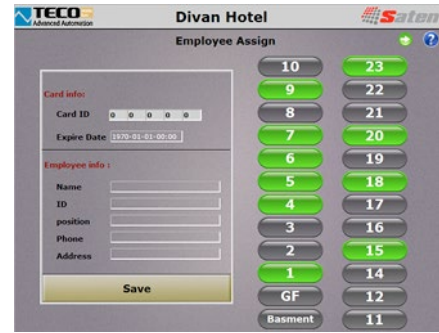 TECO
Advanced Automation
Divan Hotel
Saten
Employee Assign
?
Card info:
Card ID 0 0 0 0 0
Expire Date 1970-01-01-00:00
Employee info :
Name
ID
position
Phone
Address
Save
10 23
9 22
8 21
7 20
6 19
5 18
4 17
3 16
2 15
1 14
GF 12
Basment 11